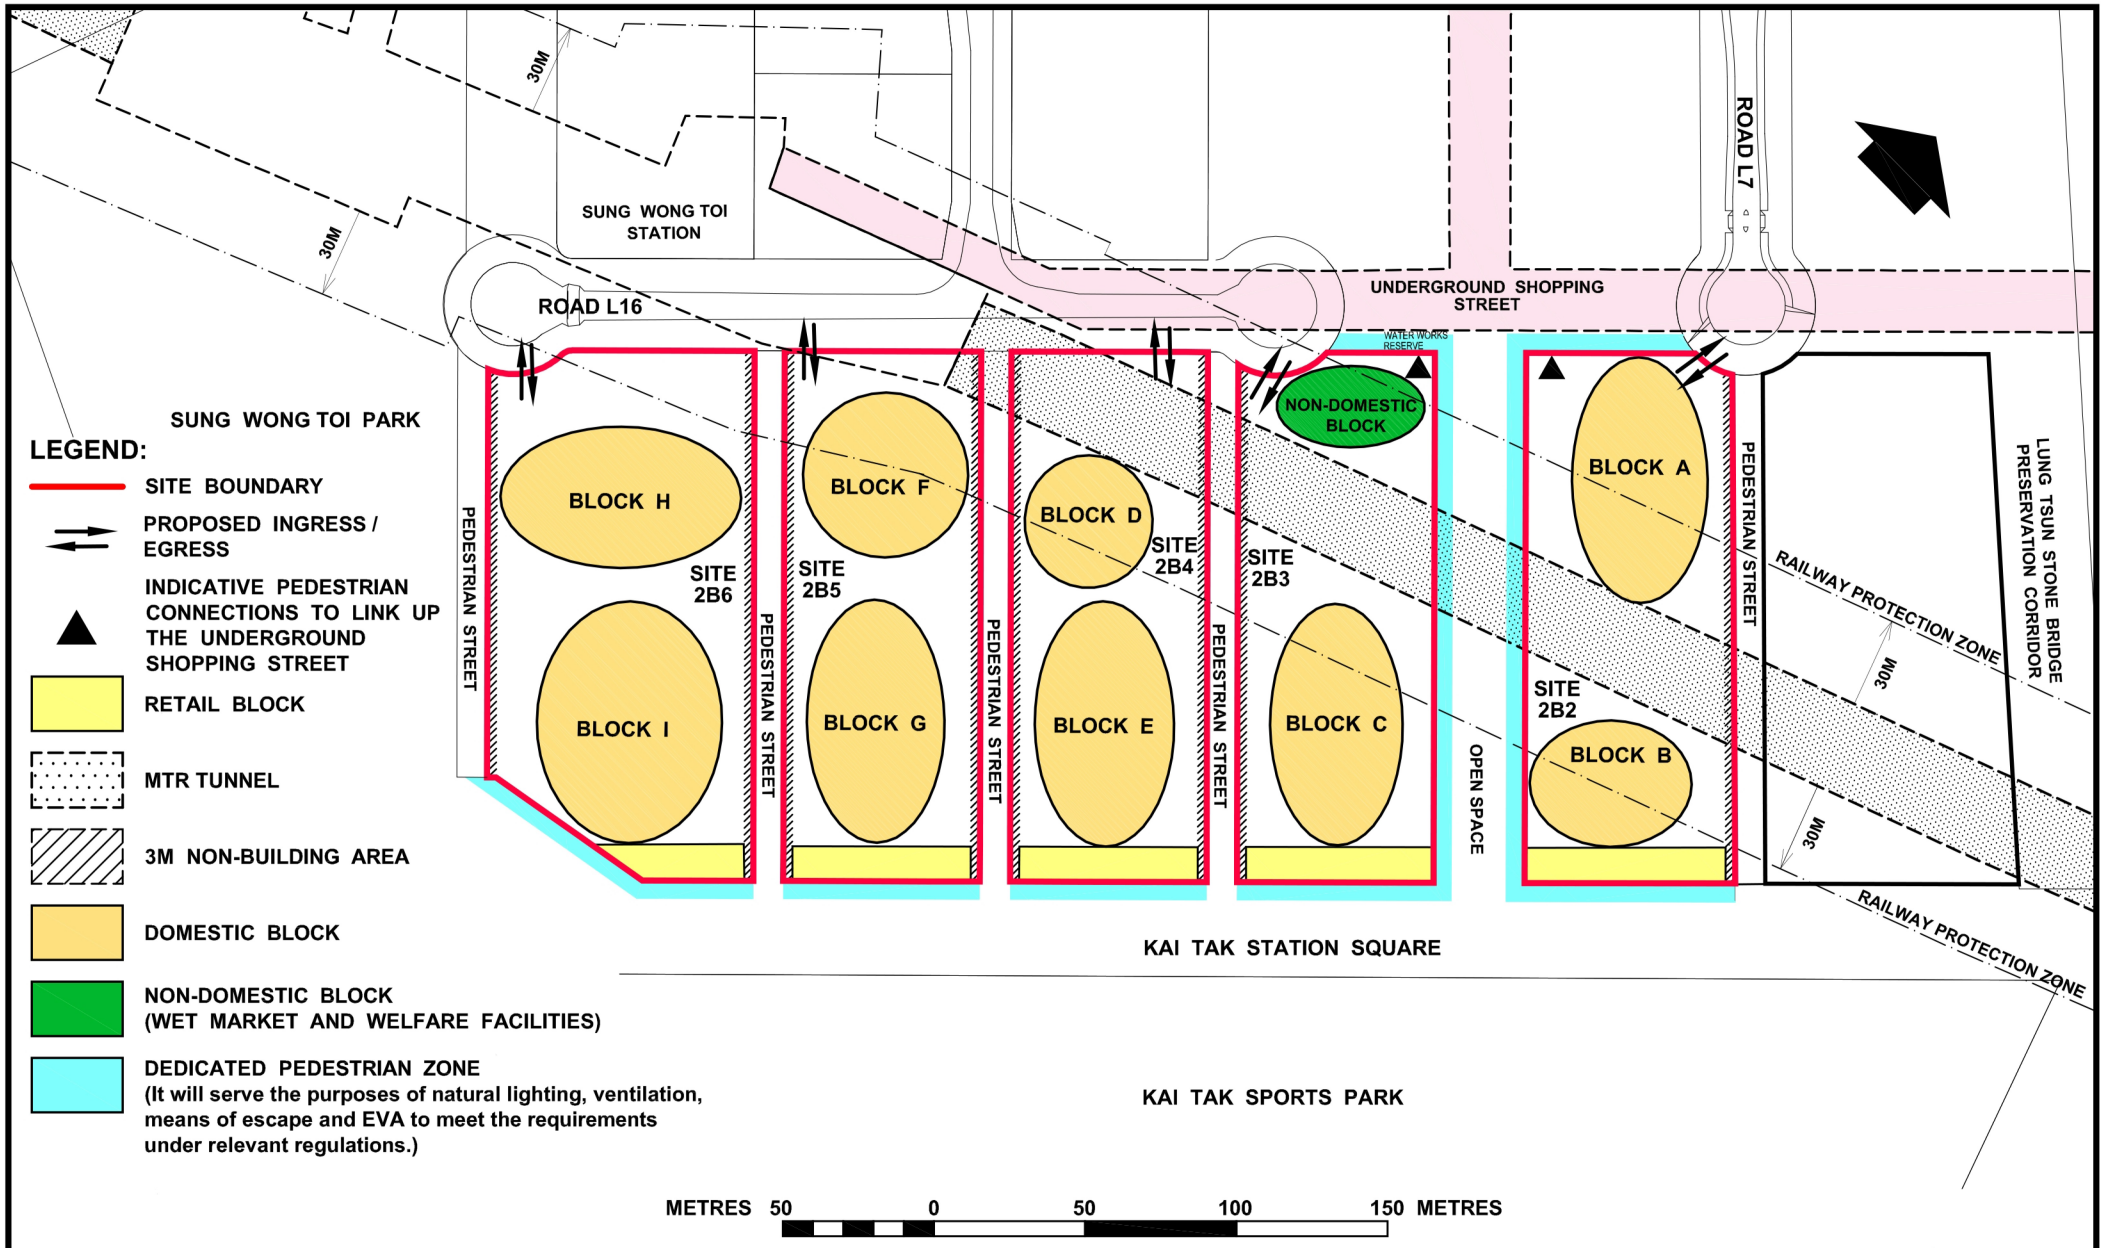 30M
ROAD L7
SUNG WONG TOI
STATION
30M
ROAD L16
UNDERGROUND SHOPPING
STREET
WATER WORKS
RESERVE
NON-DOMESTIC
BLOCK
SUNG WONG TOI PARK
BLOCK H
BLOCK F
BLOCK D
BLOCK A
SITE
2B6
SITE
2B5
SITE
2B4
SITE
2B3
SITE
2B2
BLOCK I
BLOCK G
BLOCK E
BLOCK C
BLOCK B
PEDESTRIAN STREET
PEDESTRIAN STREET
PEDESTRIAN STREET
PEDESTRIAN STREET
OPEN SPACE
PEDESTRIAN STREET
LUNG TSUN STONE BRIDGE
PRESERVATION CORRIDOR
RAILWAY PROTECTION ZONE
30M
30M
RAILWAY PROTECTION ZONE
KAI TAK STATION SQUARE
KAI TAK SPORTS PARK
LEGEND:
SITE BOUNDARY
PROPOSED INGRESS /
EGRESS
INDICATIVE PEDESTRIAN
CONNECTIONS TO LINK UP
THE UNDERGROUND
SHOPPING STREET
RETAIL BLOCK
MTR TUNNEL
3M NON-BUILDING AREA
DOMESTIC BLOCK
NON-DOMESTIC BLOCK
(WET MARKET AND WELFARE FACILITIES)
DEDICATED PEDESTRIAN ZONE
(It will serve the purposes of natural lighting, ventilation,
means of escape and EVA to meet the requirements
under relevant regulations.)
METRES 50 0 50 100 150 METRES